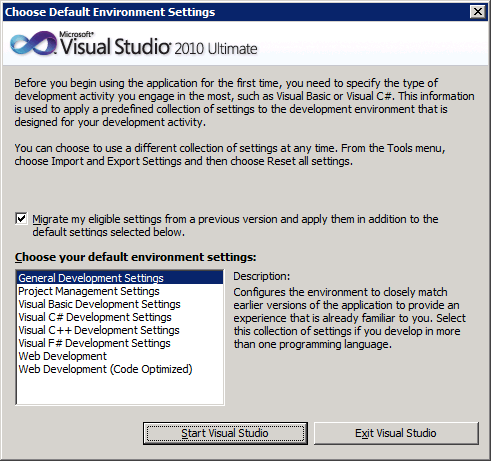 Choose Default Environment Settings
Microsoft®
Visual Studio® 2010 Ultimate
Before you begin using the application for the first time, you need to specify the type of
development activity you engage in the most, such as Visual Basic or Visual C#. This information
is used to apply a predefined collection of settings to the development environment that is
designed for your development activity.
You can choose to use a different collection of settings at any time. From the Tools menu,
choose Import and Export Settings and then choose Reset all settings.
Migrate my eligible settings from a previous version and apply them in addition to the
default settings selected below.
Choose your default environment settings:
General Development Settings
Project Management Settings
Visual Basic Development Settings
Visual C# Development Settings
Visual C++ Development Settings
Visual F# Development Settings
Web Development
Web Development (Code Optimized)
Description:
Configures the environment to closely match
earlier versions of the application to provide an
experience that is already familiar to you. Select
this collection of settings if you develop in more
than one programming language.
Start Visual Studio
Exit Visual Studio